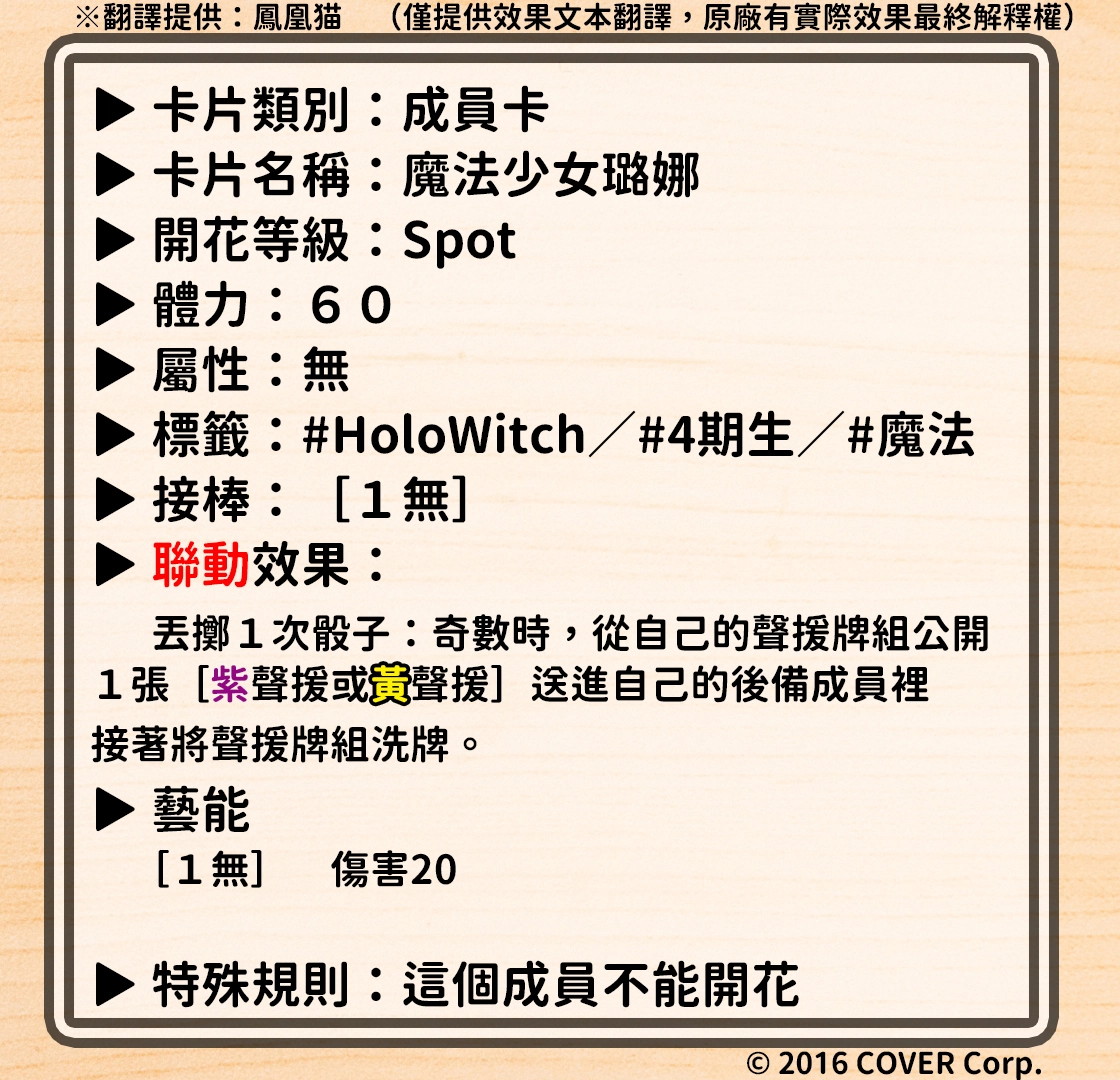 ※翻譯提供：鳳凰猫　（僅提供效果文本翻譯，原廠有實際效果最終解釋權）
▶ 卡片類別：成員卡
▶ 卡片名稱：魔法少女璐娜
▶ 開花等級：Spot
▶ 體力：６０
▶ 屬性：無
▶ 標籤：#HoloWitch／#4期生／#魔法
▶ 接棒：［１無］
▶ 聯動效果：
丟擲１次骰子：奇數時，從自己的聲援牌組公開
１張［紫聲援或黃聲援］送進自己的後備成員裡
接著將聲援牌組洗牌。
▶ 藝能
［１無］　傷害20
▶ 特殊規則：這個成員不能開花
© 2016 COVER Corp.